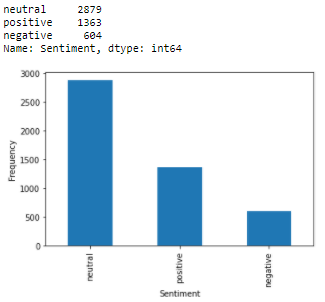 neutral     2879
positive    1363
negative     604
Name: Sentiment, dtype: int64
3000
2500
2000
1500
1000
500
0
Frequency
neutral
positive
negative
Sentiment